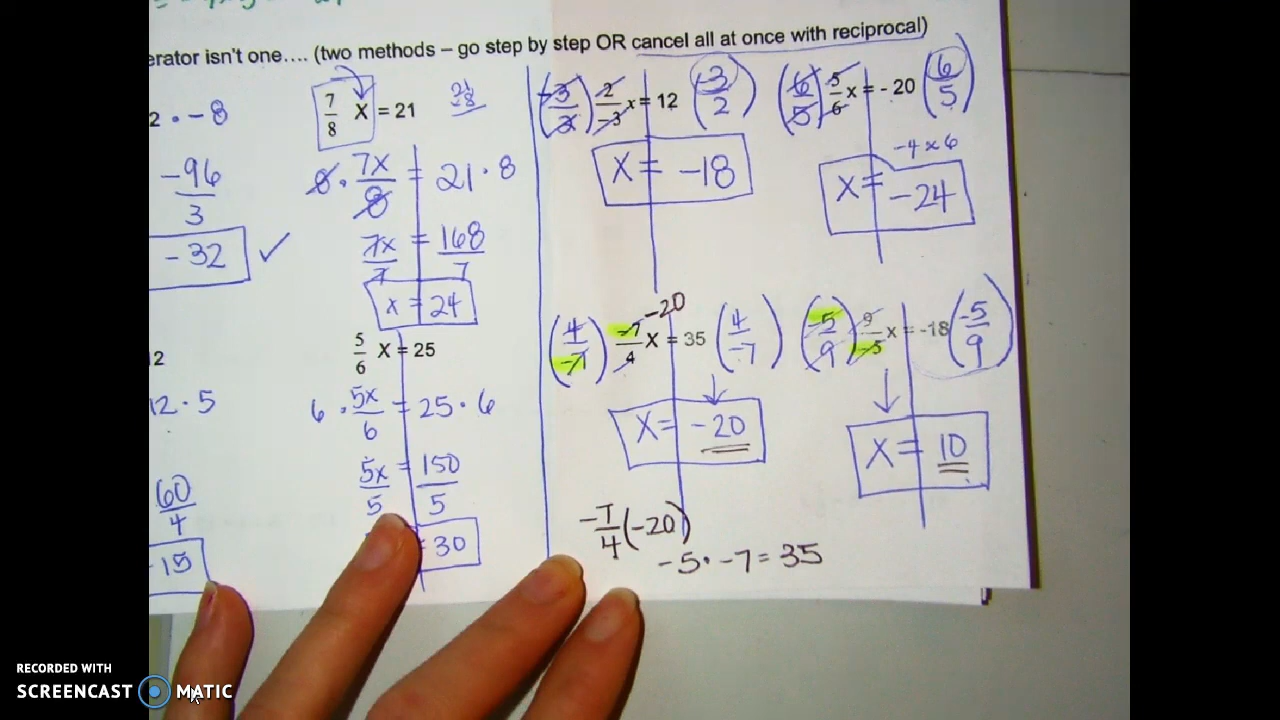 erator isn't one.... (two methods – go step by step OR cancel all at once with reciprocal)
2 · -8
-96
3
-32 ✓
12
12 · 5
60
4
-15
7/8 X = 21
8 · 7x/8 = 21 · 8
7x/7 = 168/7
x = 24
5/6 X = 25
6 · 5x/6 = 25 · 6
5x/5 = 150/5
= 30
(-3/2) 2/-3 x = 12 (-3/2)
X = -18
(6/5) 5/6 x = - 20 (6/5)
-4 x 6
X = -24
-20
(4/-7) -7/4 X = 35 (4/-7)
X = -20
-7/4 (-20)
-5 · -7 = 35
(-5/9) 9/-5 x = -18 (-5/9)
X = 10
RECORDED WITH
SCREENCAST MATIC